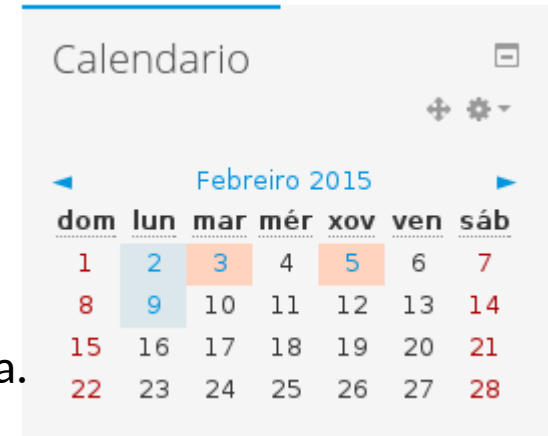 Calendario
◄ Febreiro 2015 ►
dom lun mar mér xov ven sáb
1 2 3 4 5 6 7
8 9 10 11 12 13 14
15 16 17 18 19 20 21
a.
22 23 24 25 26 27 28